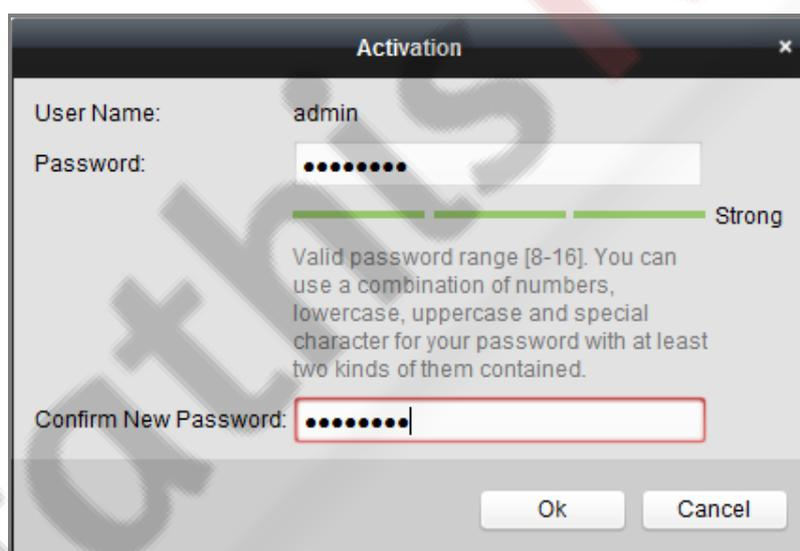 Activation ×
User Name: admin
Password: ••••••••
Strong
Valid password range [8-16]. You can
use a combination of numbers,
lowercase, uppercase and special
character for your password with at least
two kinds of them contained.
Confirm New Password: ••••••••
Ok Cancel